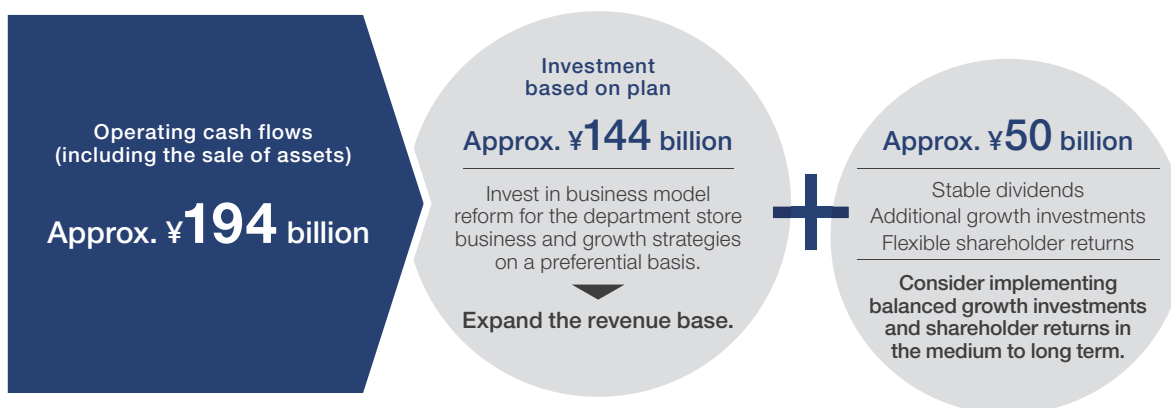 Operating cash flows
(including the sale of assets)
Approx. ¥194 billion
Investment
based on plan
Approx. ¥144 billion
Invest in business model
reform for the department store
business and growth strategies
on a preferential basis.
Expand the revenue base.
+
Approx. ¥50 billion
Stable dividends
Additional growth investments
Flexible shareholder returns
Consider implementing
balanced growth investments
and shareholder returns in
the medium to long term.